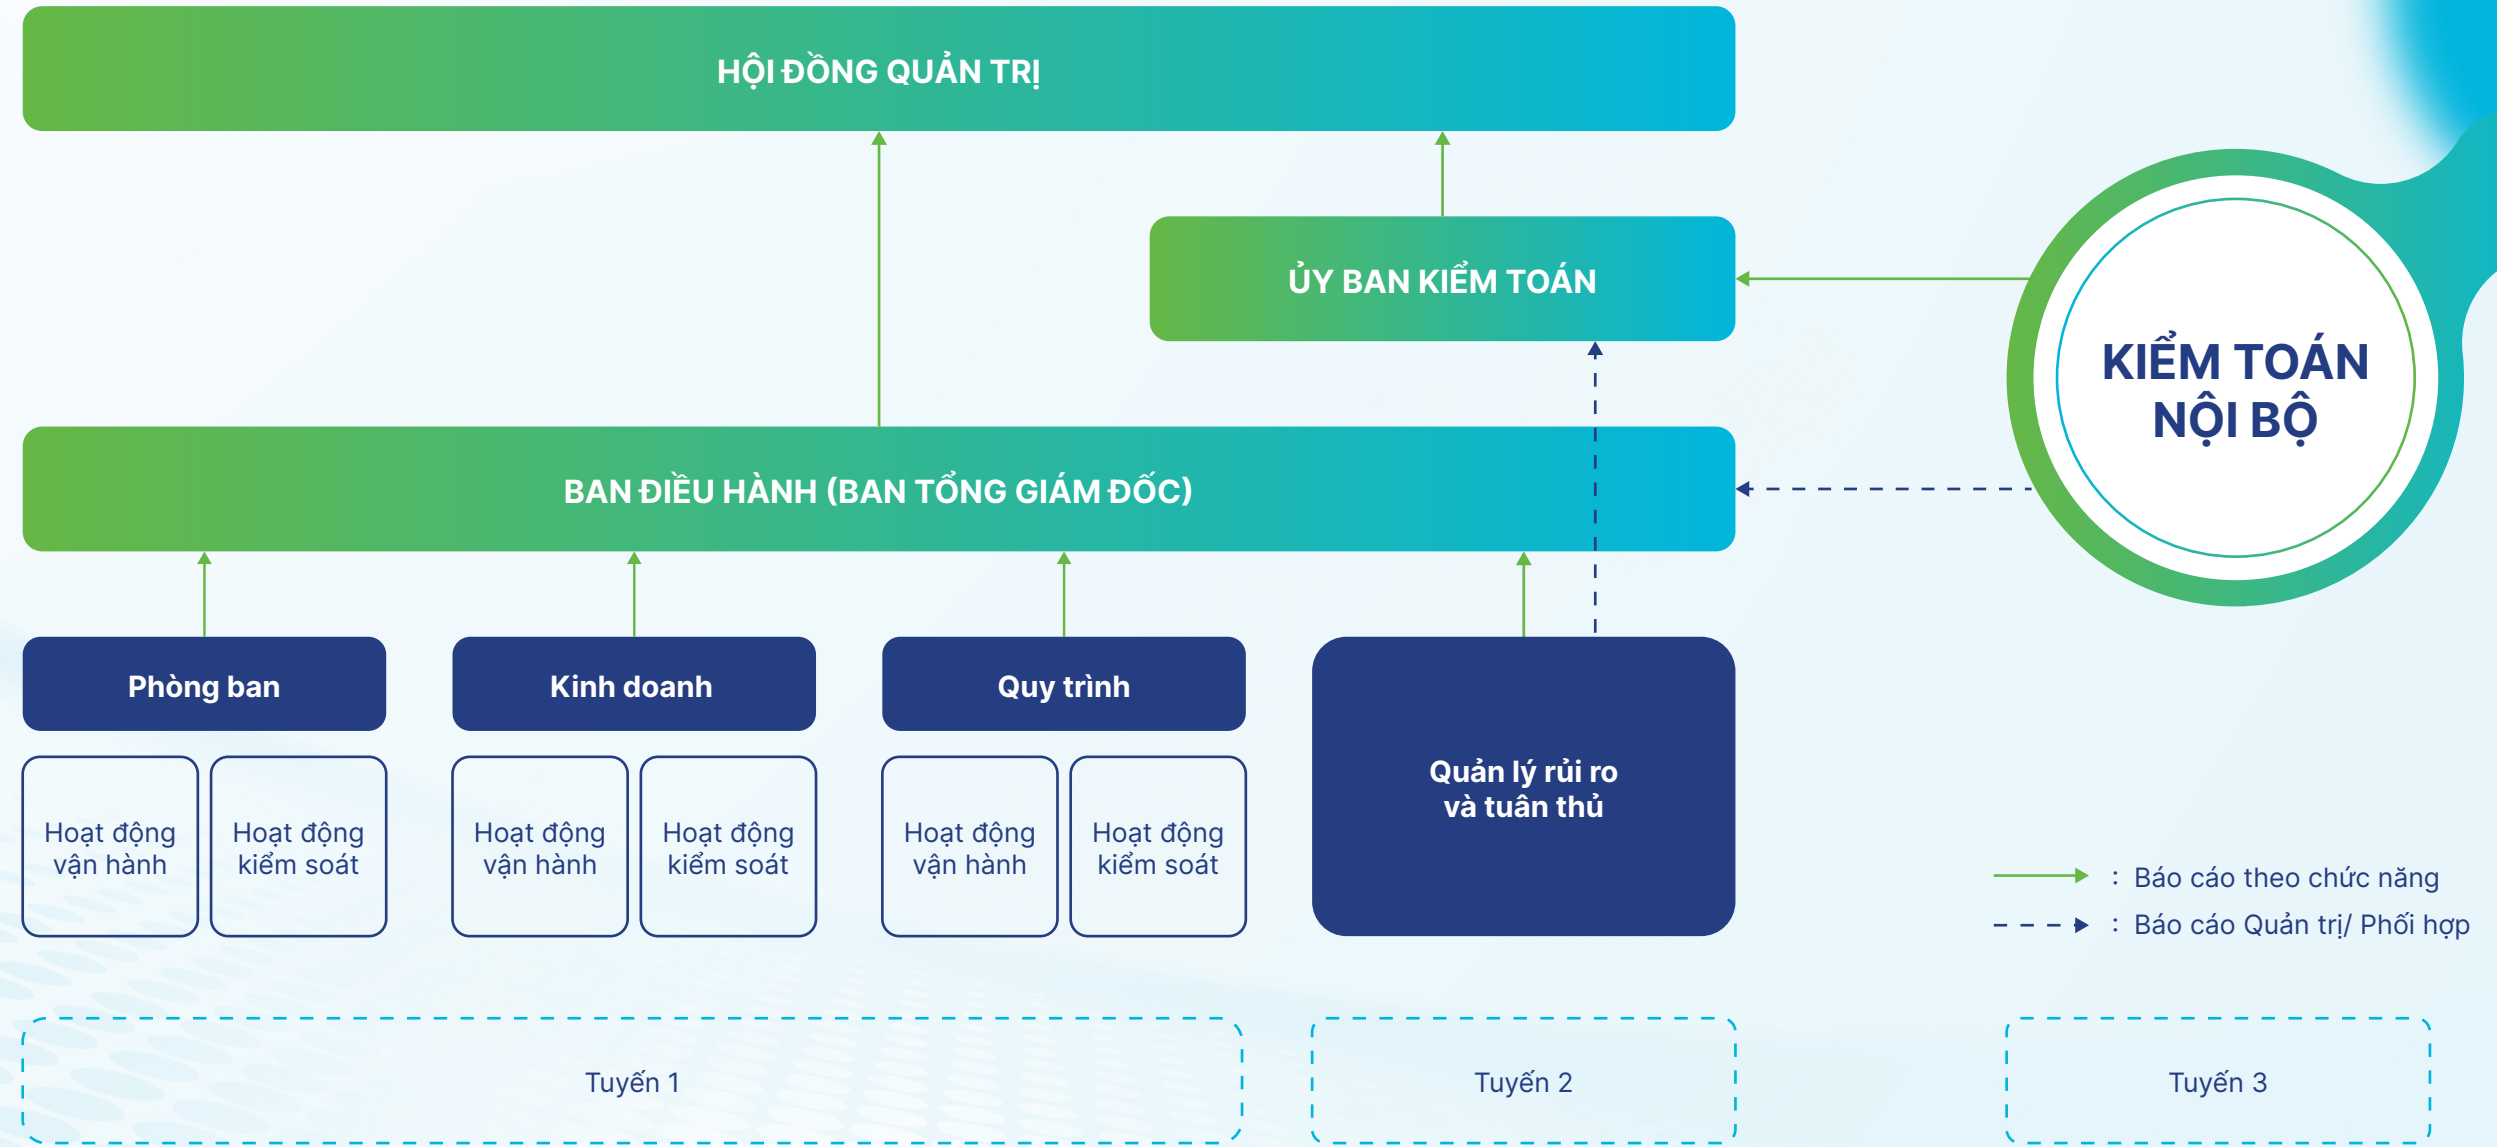 HỘI ĐỒNG QUẢN TRỊ
ỦY BAN KIỂM TOÁN
KIỂM TOÁN
NỘI BỘ
BAN ĐIỀU HÀNH (BAN TỔNG GIÁM ĐỐC)
Phòng ban
Kinh doanh
Quy trình
Quản lý rủi ro
và tuân thủ
Hoạt động
vận hành
Hoạt động
kiểm soát
Hoạt động
vận hành
Hoạt động
kiểm soát
Hoạt động
vận hành
Hoạt động
kiểm soát
: Báo cáo theo chức năng
: Báo cáo Quản trị/ Phối hợp
Tuyến 1
Tuyến 2
Tuyến 3